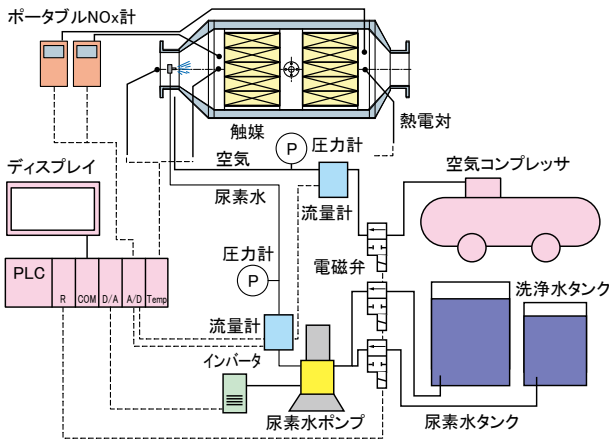 ポータブルNOx計
触媒
熱電対
空気
圧力計
空気コンプレッサ
ディスプレイ
尿素水
流量計
圧力計
電磁弁
洗浄水タンク
PLC
R
COM
D/A
A/D
Temp
流量計
インバータ
尿素水ポンプ
尿素水タンク
P
P